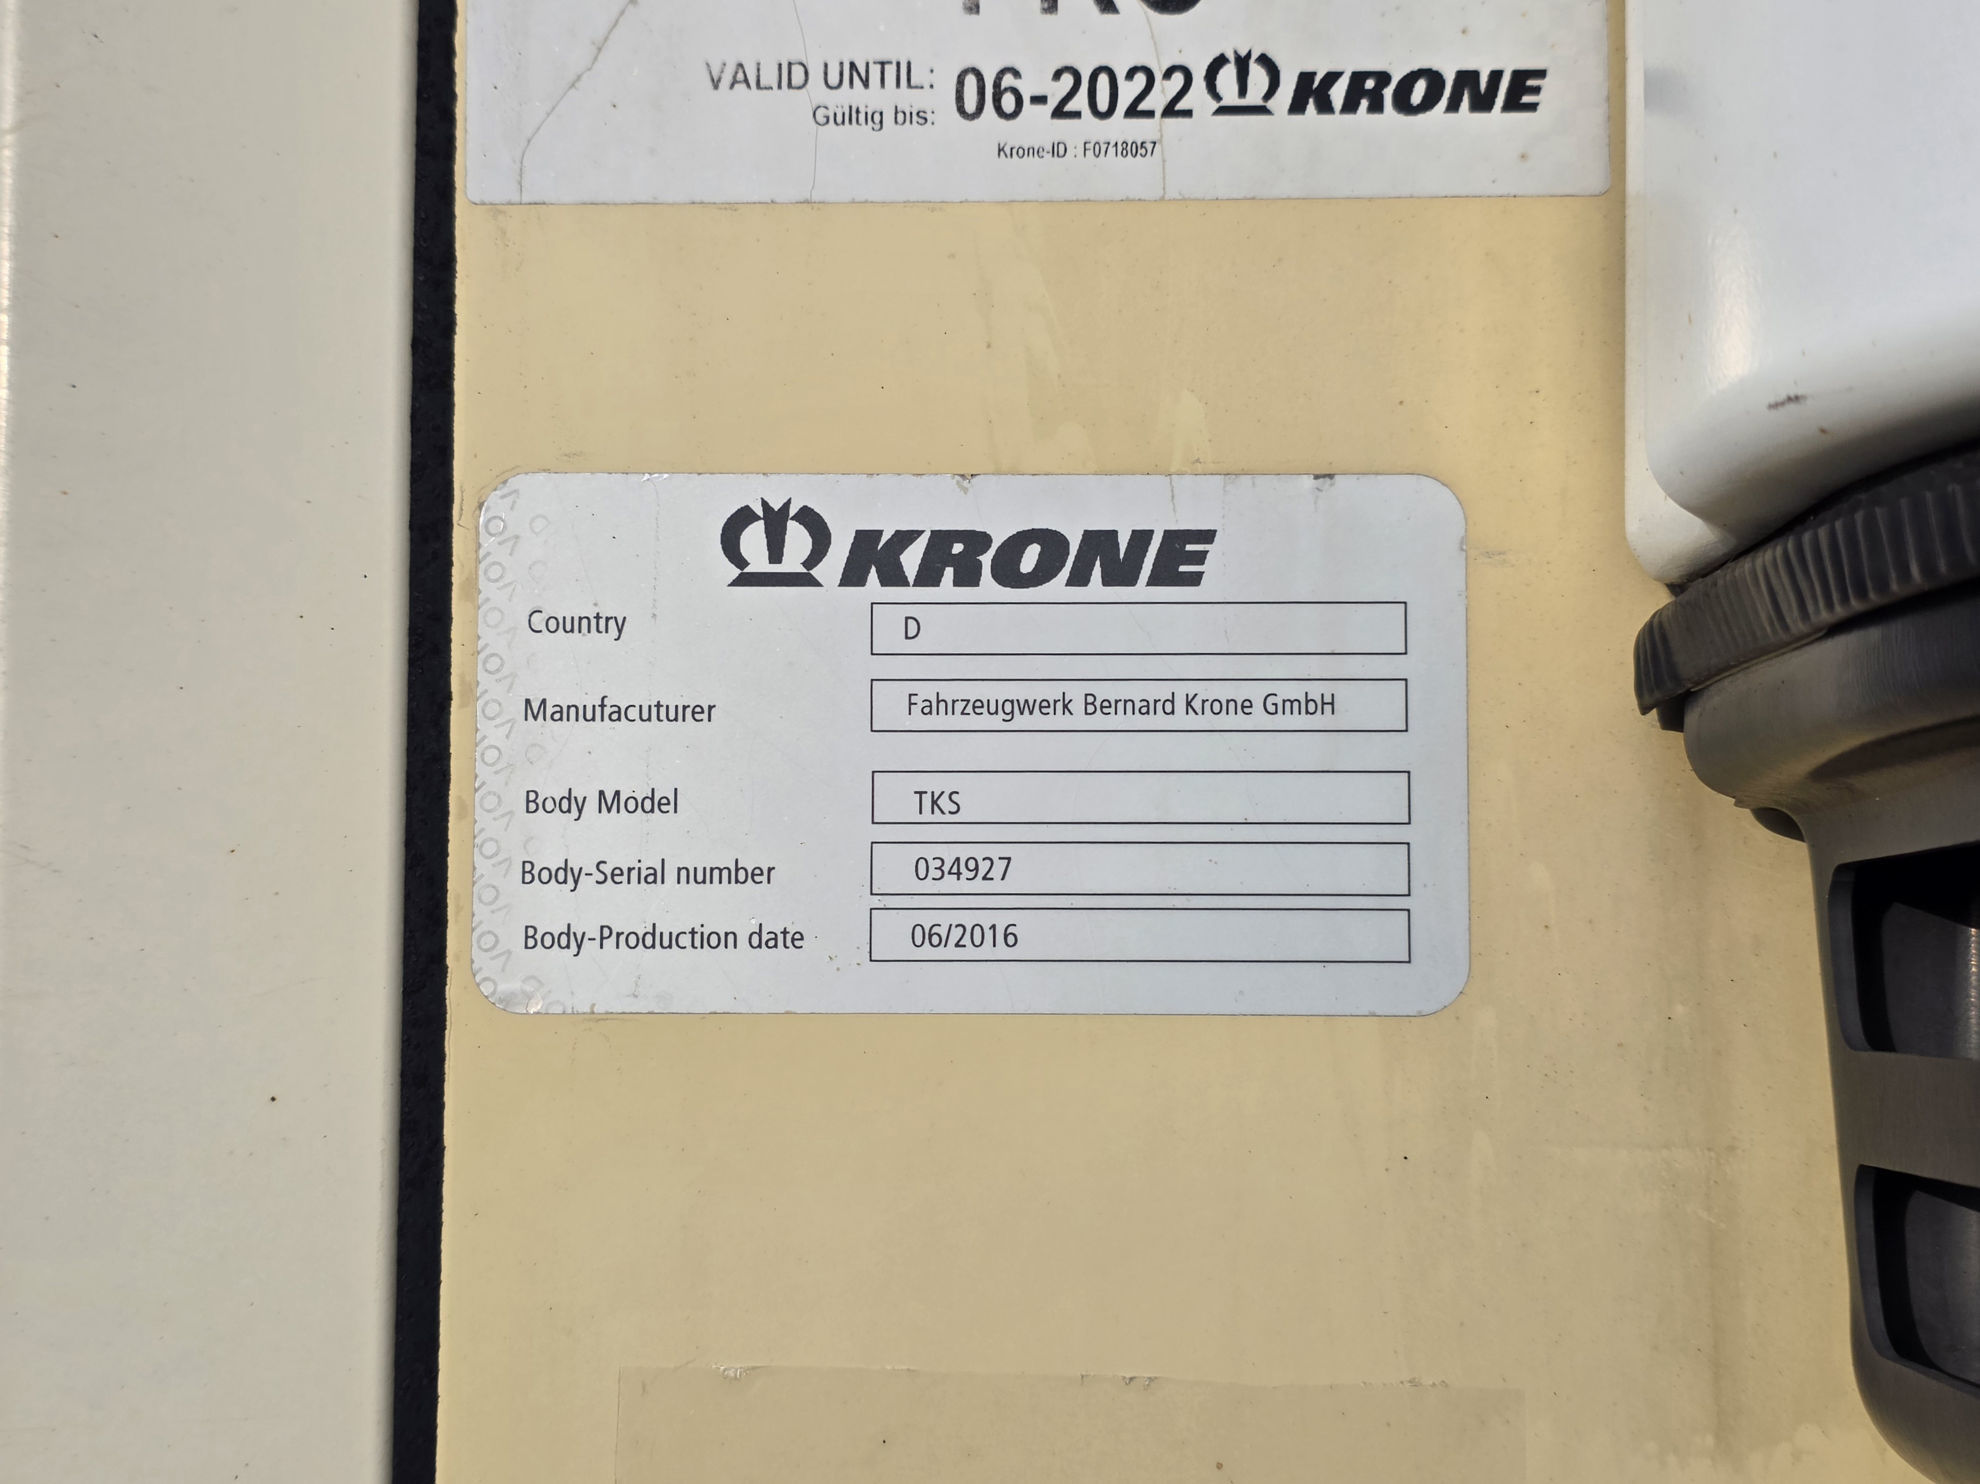 VALID UNTIL: 06-2022 KRONE
Gültig bis:
Krone-ID : F0718057
KRONE
Country D
Manufacuturer Fahrzeugwerk Bernard Krone GmbH
Body Model TKS
Body-Serial number 034927
Body-Production date 06/2016